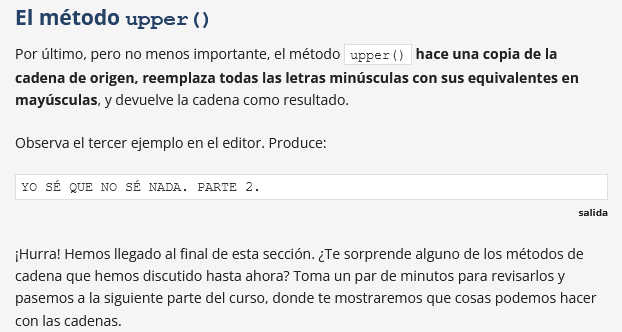 El método upper()
Por último, pero no menos importante, el método upper() hace una copia de la
cadena de origen, reemplaza todas las letras minúsculas con sus equivalentes en
mayúsculas, y devuelve la cadena como resultado.
Observa el tercer ejemplo en el editor. Produce:
YO SÉ QUE NO SÉ NADA. PARTE 2.
salida
¡Hurra! Hemos llegado al final de esta sección. ¿Te sorprende alguno de los métodos de
cadena que hemos discutido hasta ahora? Toma un par de minutos para revisarlos y
pasemos a la siguiente parte del curso, donde te mostraremos que cosas podemos hacer
con las cadenas.